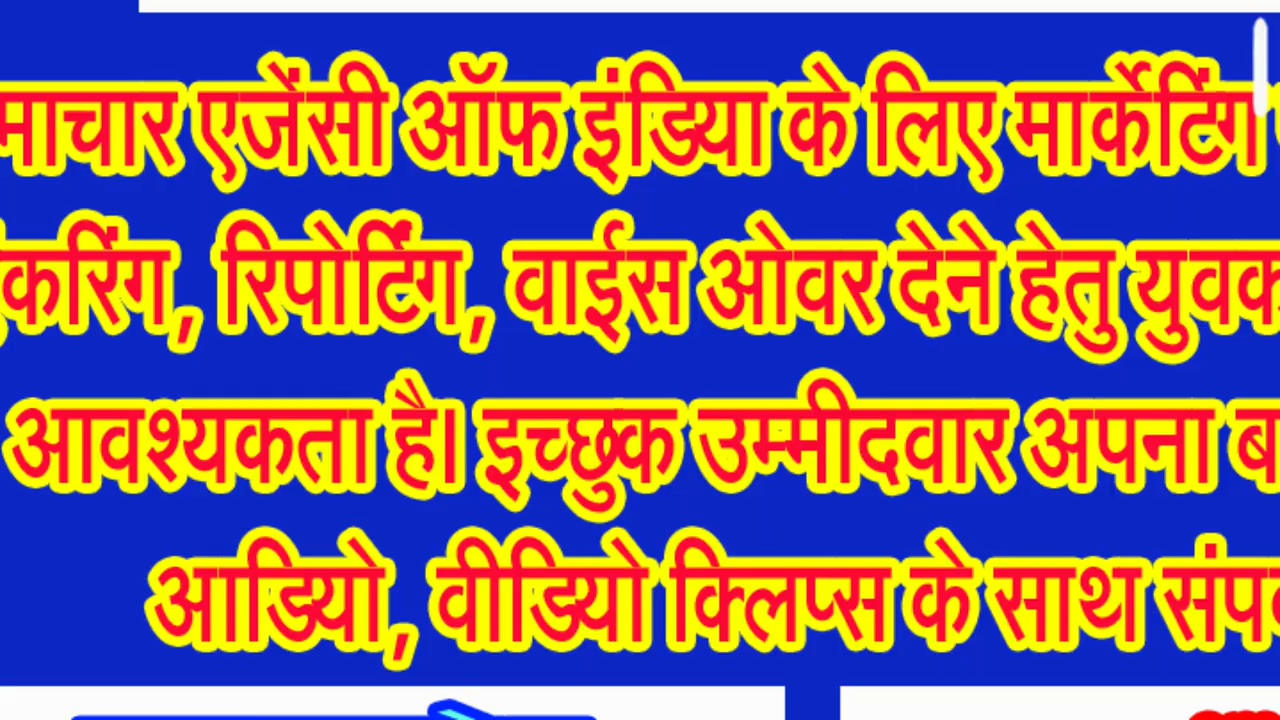 माचार एजेंसी ऑफ इंडिया के लिए मार्केटिंग
करिंग, रिपोर्टिंग, वाईस ओवर देने हेतु युवक
आवश्यकता है। इच्छुक उम्मीदवार अपना ब
आडियो, वीडियो क्लिप्स के साथ संप